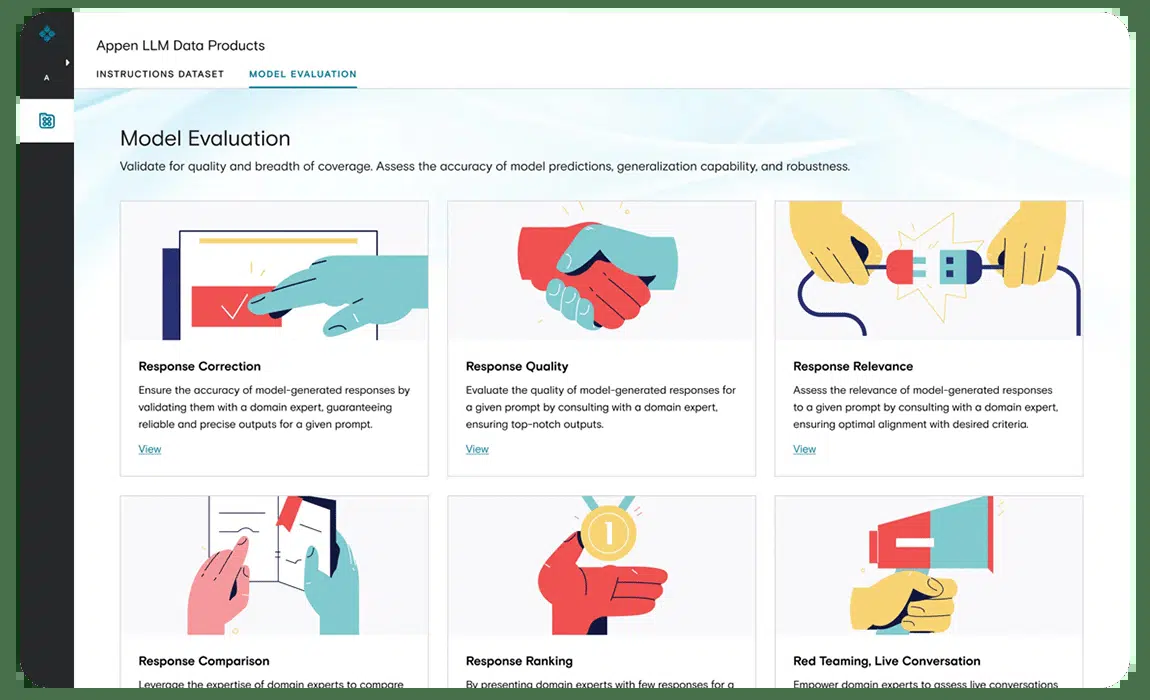 Appen LLM Data Products
A
INSTRUCTIONS DATASET
MODEL EVALUATION
Model Evaluation
Validate for quality and breadth of coverage. Assess the accuracy of model predictions, generalization capability, and robustness.
Response Correction
Ensure the accuracy of model-generated responses by
validating them with a domain expert, guaranteeing
reliable and precise outputs for a given prompt.
View
Response Quality
Evaluate the quality of model-generated responses for
a given prompt by consulting with a domain expert,
ensuring top-notch outputs.
View
Response Relevance
Assess the relevance of model-generated responses
to a given prompt by consulting with a domain expert,
ensuring optimal alignment with desired criteria.
View
1
Response Comparison
Leverage the expertise of domain experts to compare
Response Ranking
By presenting domain experts with few responses for a
Red Teaming, Live Conversation
Empower domain experts to assess live conversations